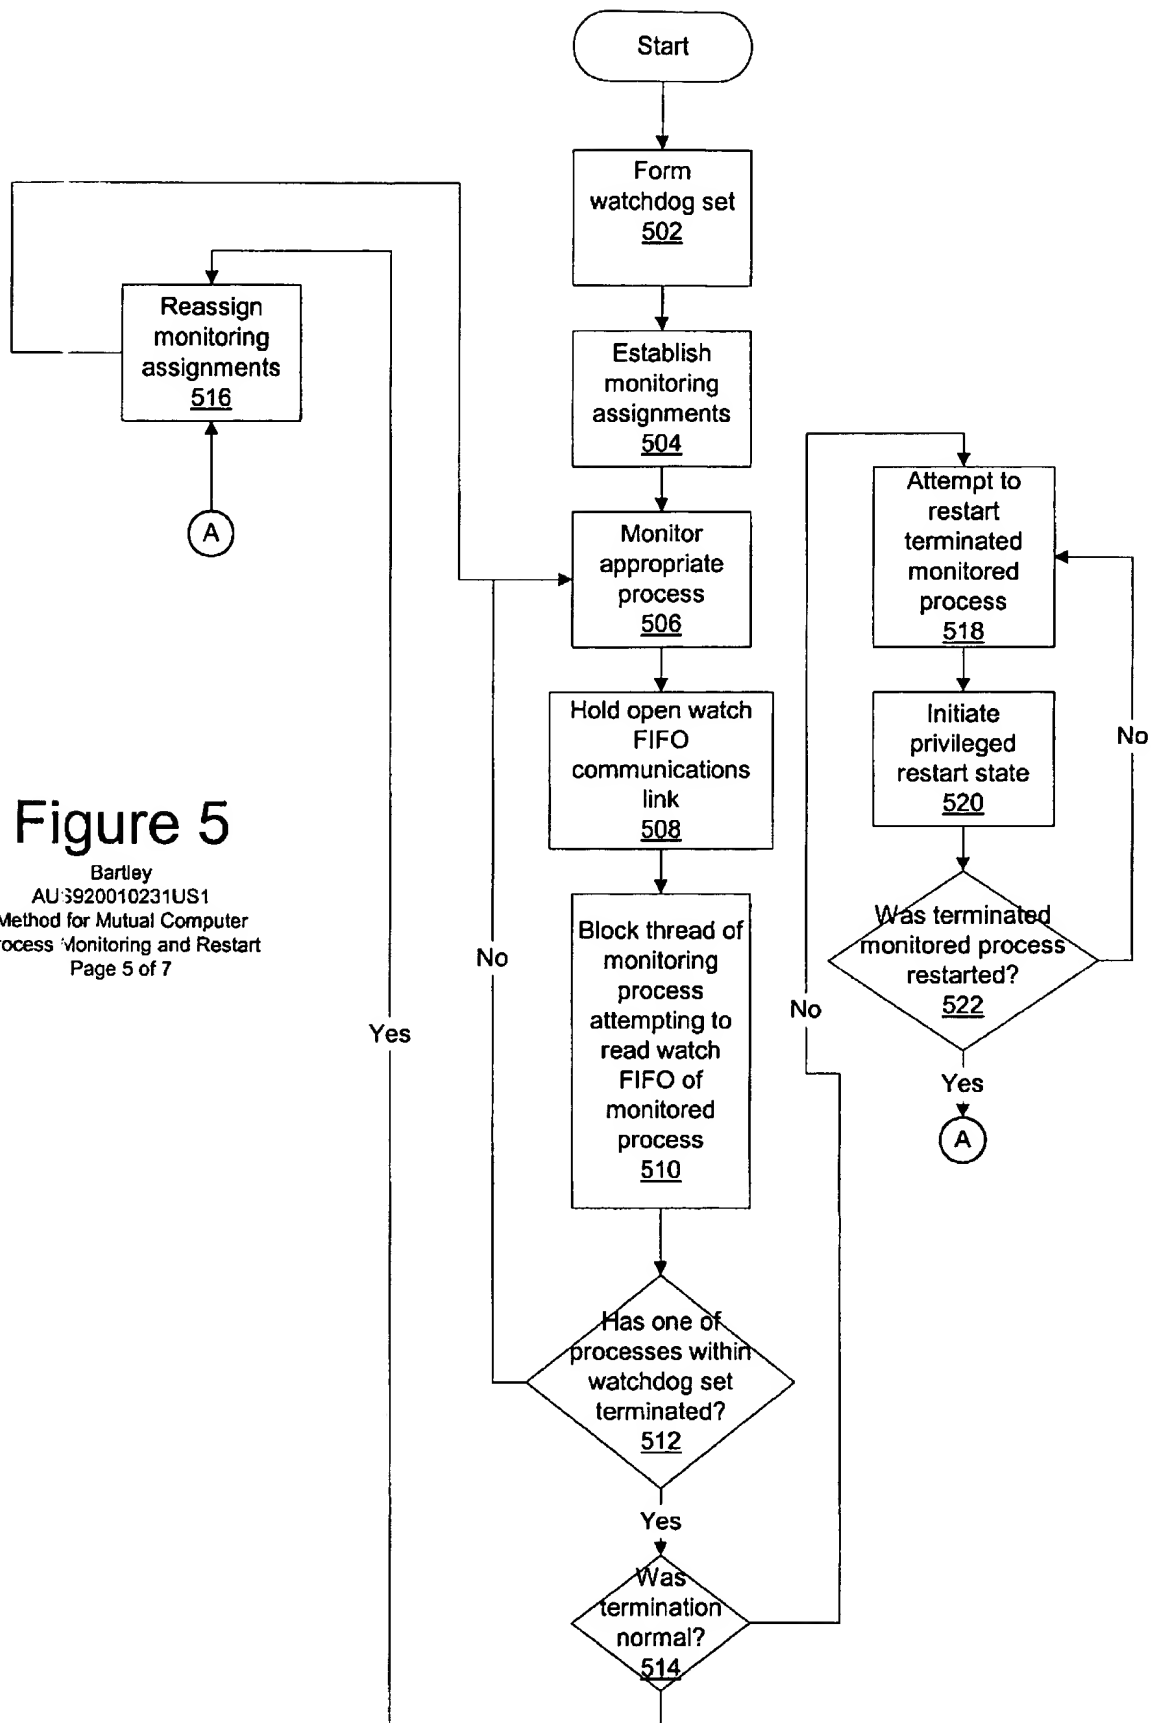 Start
Form
watchdog set
502
Reassign
monitoring
assignments
516
A
Establish
monitoring
assignments
504
Monitor
appropriate
process
506
Hold open watch
FIFO
communications
link
508
Block thread of
monitoring
process
attempting to
read watch
FIFO of
monitored
process
510
Has one of
processes within
watchdog set
terminated?
512
No
Yes
Was
termination
normal?
514
Yes
No
Attempt to
restart
terminated
monitored
process
518
Initiate
privileged
restart state
520
Was terminated
monitored process
restarted?
522
No
Yes
A
Figure 5
Bartley
AUS920010231US1
Method for Mutual Computer
rocess Monitoring and Restart
Page 5 of 7